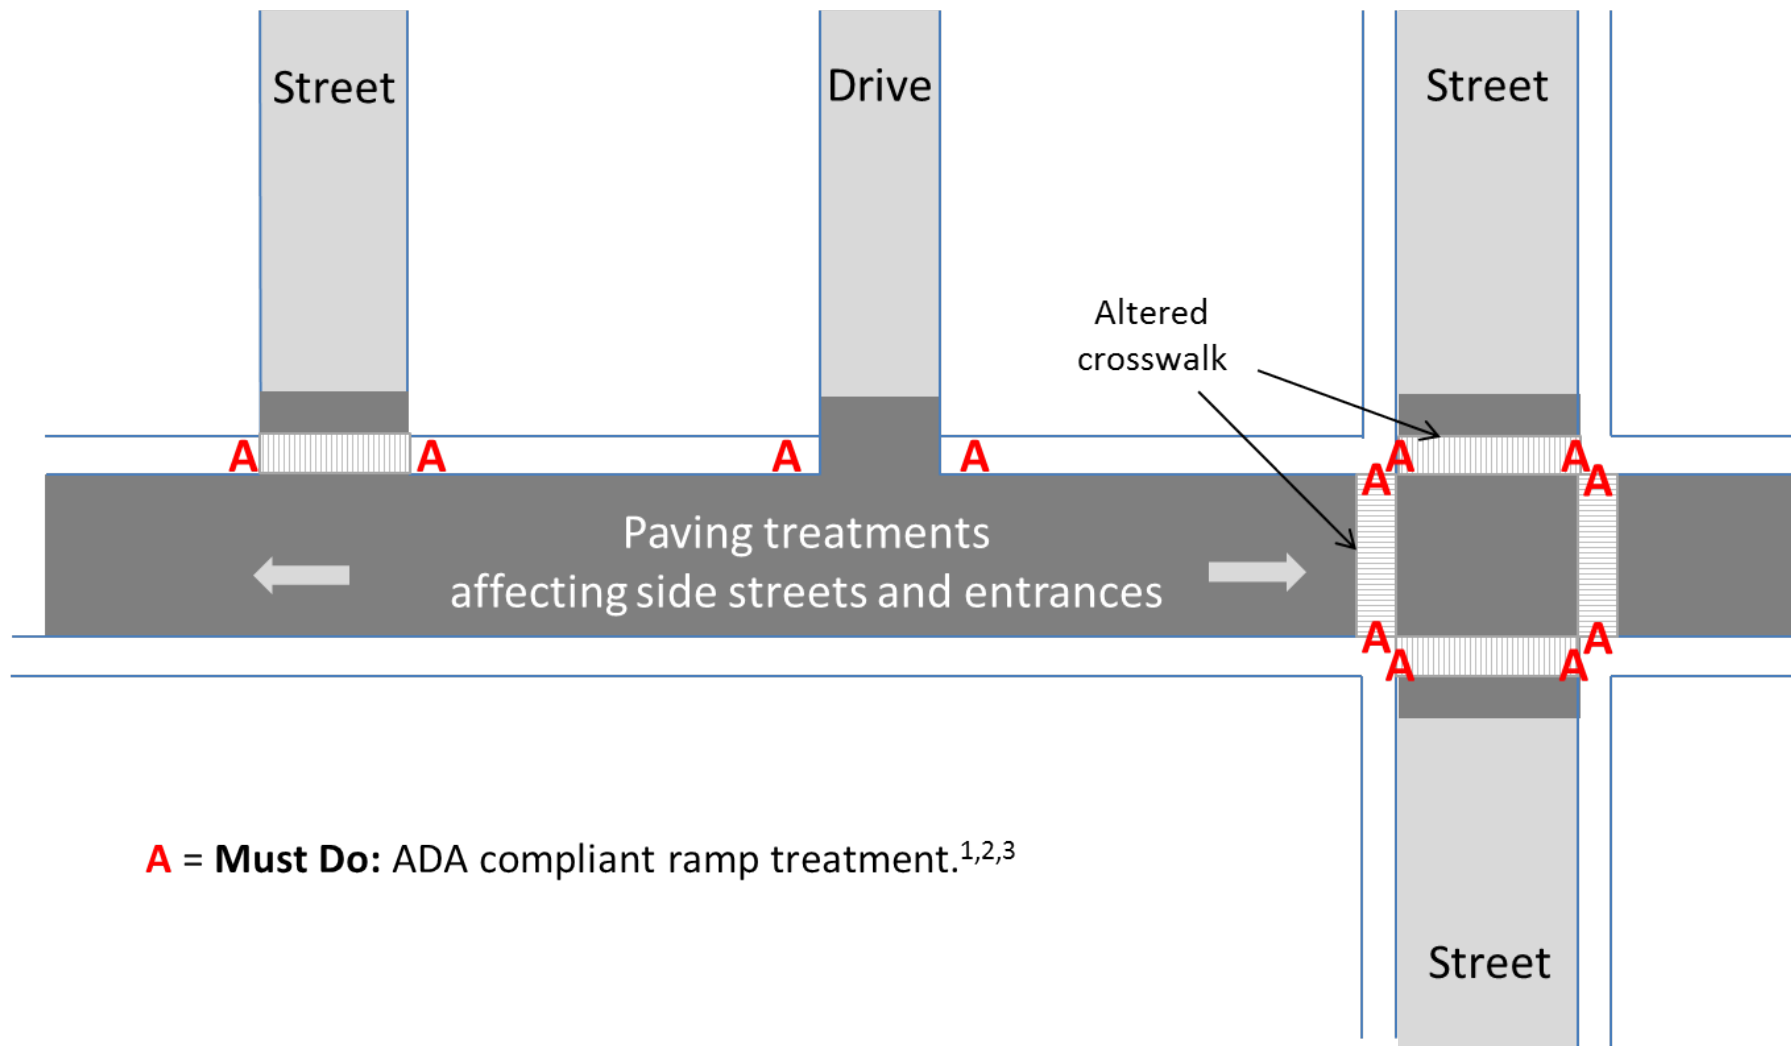 Street
Drive
Street
Altered
crosswalk
A
A
A
A
A
A
A
A
Paving treatments
affecting side streets and entrances
A
A
A
A
A = Must Do: ADA compliant ramp treatment.1,2,3
Street